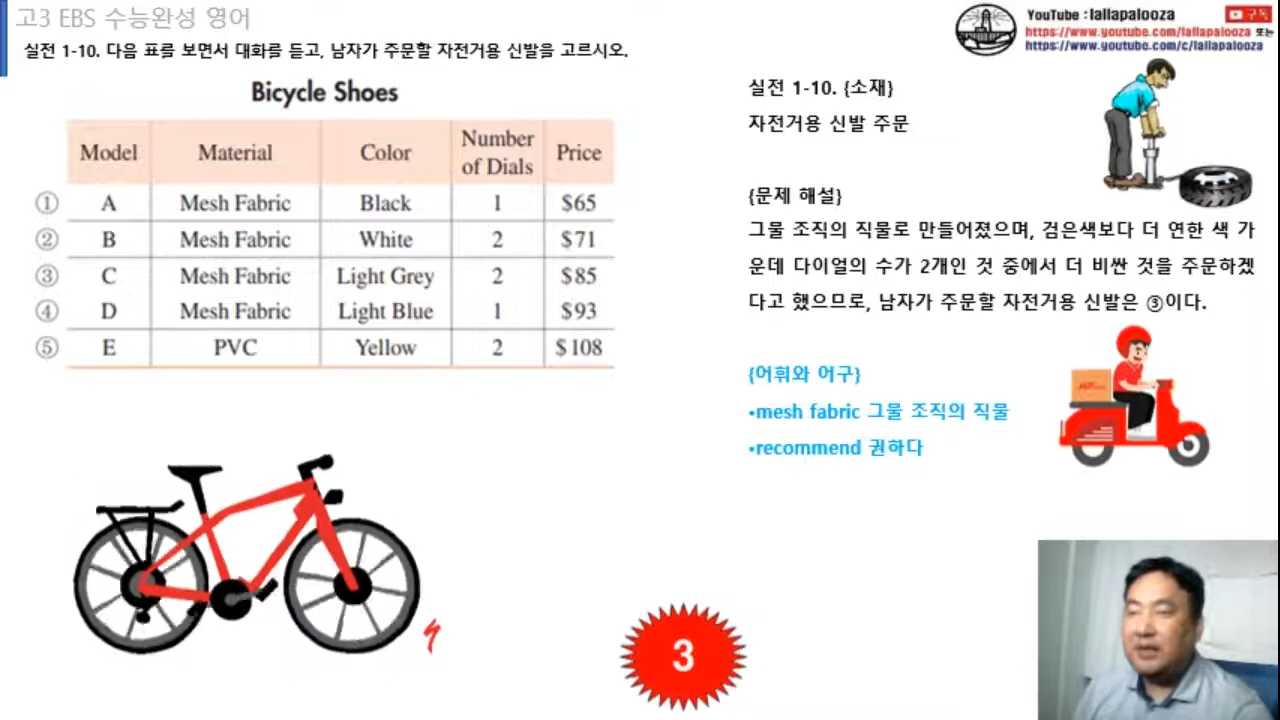 고3 EBS 수능완성 영어
실전 1-10. 다음 표를 보면서 대화를 듣고, 남자가 주문할 자전거용 신발을 고르시오.
YouTube : lallapalooza 구독
https://www.youtube.com/lallapalooza 또는
https://www.youtube.com/c/lallapalooza
Bicycle Shoes
Model Material Color Number of Dials Price
① A Mesh Fabric Black 1 $65
② B Mesh Fabric White 2 $71
③ C Mesh Fabric Light Grey 2 $85
④ D Mesh Fabric Light Blue 1 $93
⑤ E PVC Yellow 2 $108
실전 1-10. {소재}
자전거용 신발 주문
{문제 해설}
그물 조직의 직물로 만들어졌으며, 검은색보다 더 연한 색 가
운데 다이얼의 수가 2개인 것 중에서 더 비싼 것을 주문하겠
다고 했으므로, 남자가 주문할 자전거용 신발은 ③이다.
{어휘와 어구}
•mesh fabric 그물 조직의 직물
•recommend 권하다
3